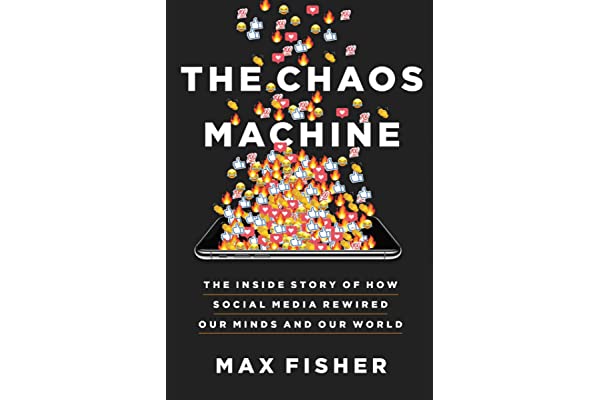 THE CHAOS
MACHINE
THE INSIDE STORY OF HOW
SOCIAL MEDIA REWIRED
OUR MINDS AND OUR WORLD
MAX FISHER